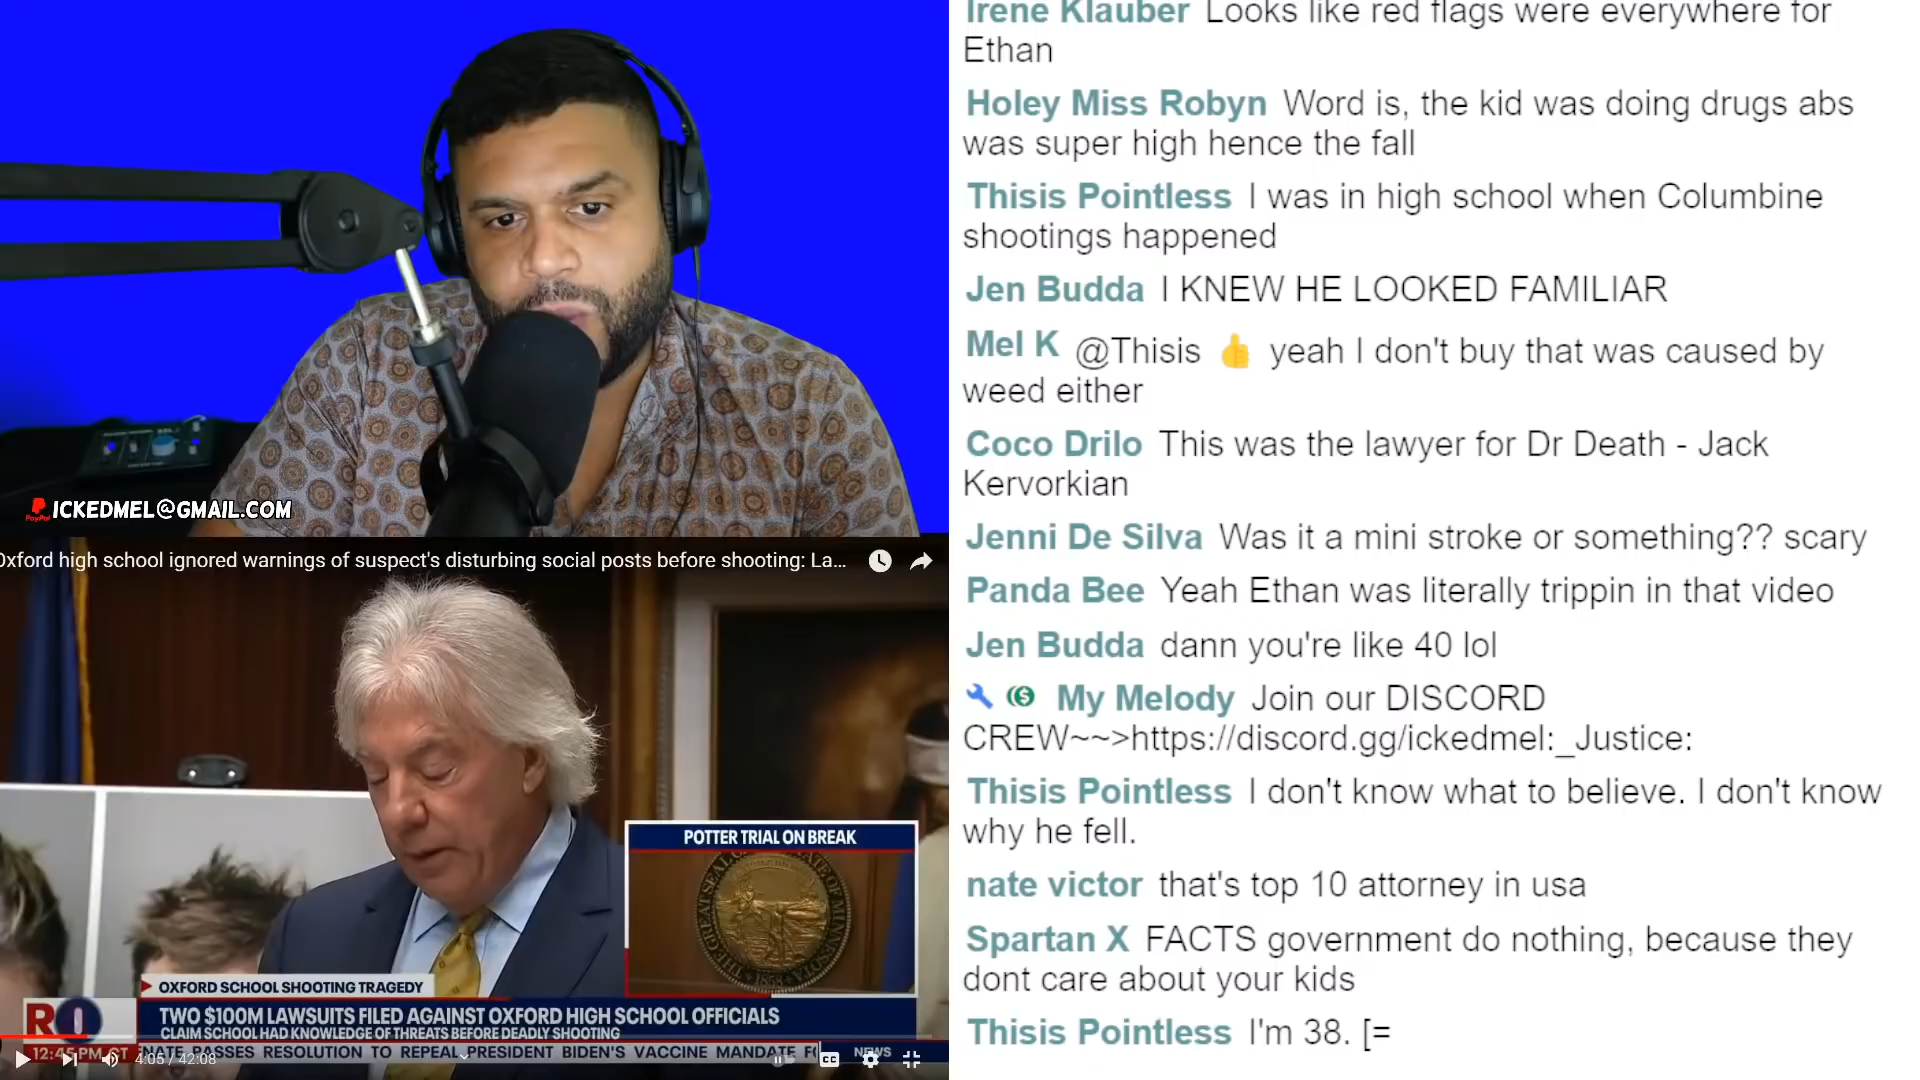 PayPal ICKEDMEL@GMAIL.COM
Oxford high school ignored warnings of suspect's disturbing social posts before shooting: La...
POTTER TRIAL ON BREAK
1858
OXFORD SCHOOL SHOOTING TRAGEDY
TWO $100M LAWSUITS FILED AGAINST OXFORD HIGH SCHOOL OFFICIALS
CLAIM SCHOOL HAD KNOWLEDGE OF THREATS BEFORE DEADLY SHOOTING
12:45 PM CT
PASSES RESOLUTION TO REPEAL PRESIDENT BIDEN'S VACCINE MANDATE
NEWS
4:05 / 42:08
CC
Irene Klauber Looks like red flags were everywhere for
Ethan
Holey Miss Robyn Word is, the kid was doing drugs abs
was super high hence the fall
Thisis Pointless I was in high school when Columbine
shootings happened
Jen Budda I KNEW HE LOOKED FAMILIAR
Mel K @Thisis 👍 yeah I don't buy that was caused by
weed either
Coco Drilo This was the lawyer for Dr Death - Jack
Kervorkian
Jenni De Silva Was it a mini stroke or something?? scary
Panda Bee Yeah Ethan was literally trippin in that video
Jen Budda dann you're like 40 lol
My Melody Join our DISCORD
CREW~~>https://discord.gg/ickedmel:_Justice:
Thisis Pointless I don't know what to believe. I don't know
why he fell.
nate victor that's top 10 attorney in usa
Spartan X FACTS government do nothing, because they
dont care about your kids
Thisis Pointless I'm 38. [=